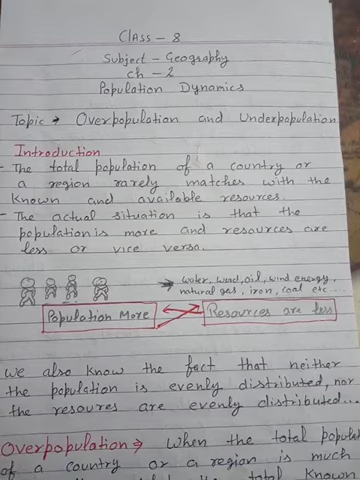 Class - 8
Subject - Geography
Ch - 2
Population Dynamics
Topic → Overpopulation and Underpopulation
Introduction
- The total population of a country or
a region rarely matches with the
known and available resources.
- The actual situation is that the
population is more and resources are
less or vice versa.
→ water, wind, oil, wind energy,
natural gas, iron, coal etc....
Population More
Resources are less
we also know the fact that neither
the population is evenly distributed, nor
the resoures are evenly distributed...
Overpopulation ⇒ When the total popula
of a country or a region is much
the total known